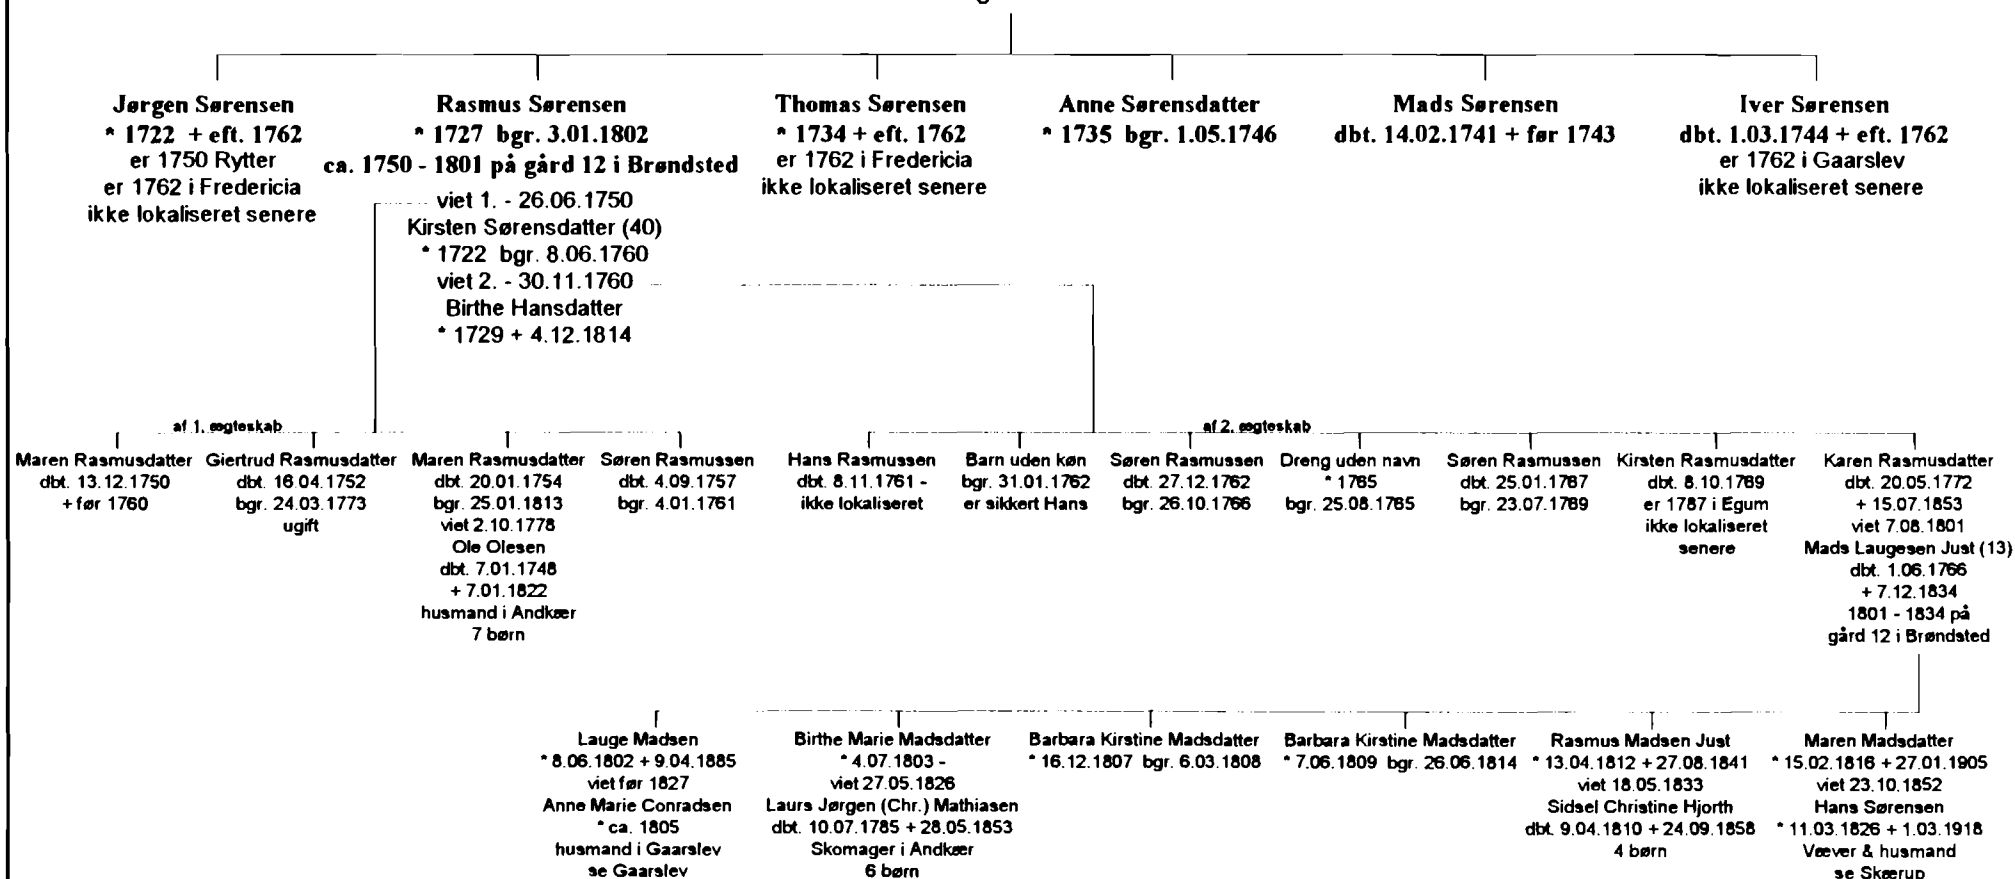 Jørgen Sørensen
* 1722 + eft. 1762
er 1750 Rytter
er 1762 i Fredericia
ikke lokaliseret senere
Rasmus Sørensen
* 1727 bgr. 3.01.1802
ca. 1750 - 1801 på gård 12 i Brøndsted
viet 1. - 26.06.1750
Kirsten Sørensdatter (40)
* 1722 bgr. 8.06.1760
viet 2. - 30.11.1760
Birthe Hansdatter
* 1729 + 4.12.1814
Thomas Sørensen
* 1734 + eft. 1762
er 1762 i Fredericia
ikke lokaliseret senere
Anne Sørensdatter
* 1735 bgr. 1.05.1746
Mads Sørensen
dbt. 14.02.1741 + før 1743
Iver Sørensen
dbt. 1.03.1744 + eft. 1762
er 1762 i Gaarslev
ikke lokaliseret senere
af 1. ægteskab
Maren Rasmusdatter
dbt. 13.12.1750
+ før 1760
Giertrud Rasmusdatter
dbt. 16.04.1752
bgr. 24.03.1773
ugift
Maren Rasmusdatter
dbt. 20.01.1754
bgr. 25.01.1813
viet 2.10.1778
Ole Olesen
dbt. 7.01.1748
+ 7.01.1822
husmand i Andkær
7 børn
Søren Rasmussen
dbt. 4.09.1757
bgr. 4.01.1761
af 2. ægteskab
Hans Rasmussen
dbt. 8.11.1761 -
ikke lokaliseret
Barn uden køn
bgr. 31.01.1762
er sikkert Hans
Søren Rasmussen
dbt. 27.12.1762
bgr. 26.10.1766
Dreng uden navn
* 1765
bgr. 25.08.1765
Søren Rasmussen
dbt. 25.01.1767
bgr. 23.07.1769
Kirsten Rasmusdatter
dbt. 8.10.1769
er 1787 i Egum
ikke lokaliseret
senere
Karen Rasmusdatter
dbt. 20.05.1772
+ 15.07.1853
viet 7.08.1801
Mads Laugesen Just (13)
dbt. 1.06.1766
+ 7.12.1834
1801 - 1834 på
gård 12 i Brøndsted
Lauge Madsen
* 8.06.1802 + 9.04.1885
viet før 1827
Anne Marie Conradsen
* ca. 1805
husmand i Gaarslev
se Gaarslev
Birthe Marie Madsdatter
* 4.07.1803 -
viet 27.05.1826
Laurs Jørgen (Chr.) Mathiasen
dbt. 10.07.1785 + 28.05.1853
Skomager i Andkær
6 børn
Barbara Kirstine Madsdatter
* 16.12.1807 bgr. 6.03.1808
Barbara Kirstine Madsdatter
* 7.06.1809 bgr. 26.06.1814
Rasmus Madsen Just
* 13.04.1812 + 27.08.1841
viet 18.05.1833
Sidsel Christine Hjorth
dbt. 9.04.1810 + 24.09.1858
4 børn
Maren Madsdatter
* 15.02.1816 + 27.01.1905
viet 23.10.1852
Hans Sørensen
* 11.03.1826 + 1.03.1918
Væver & husmand
se Skærup